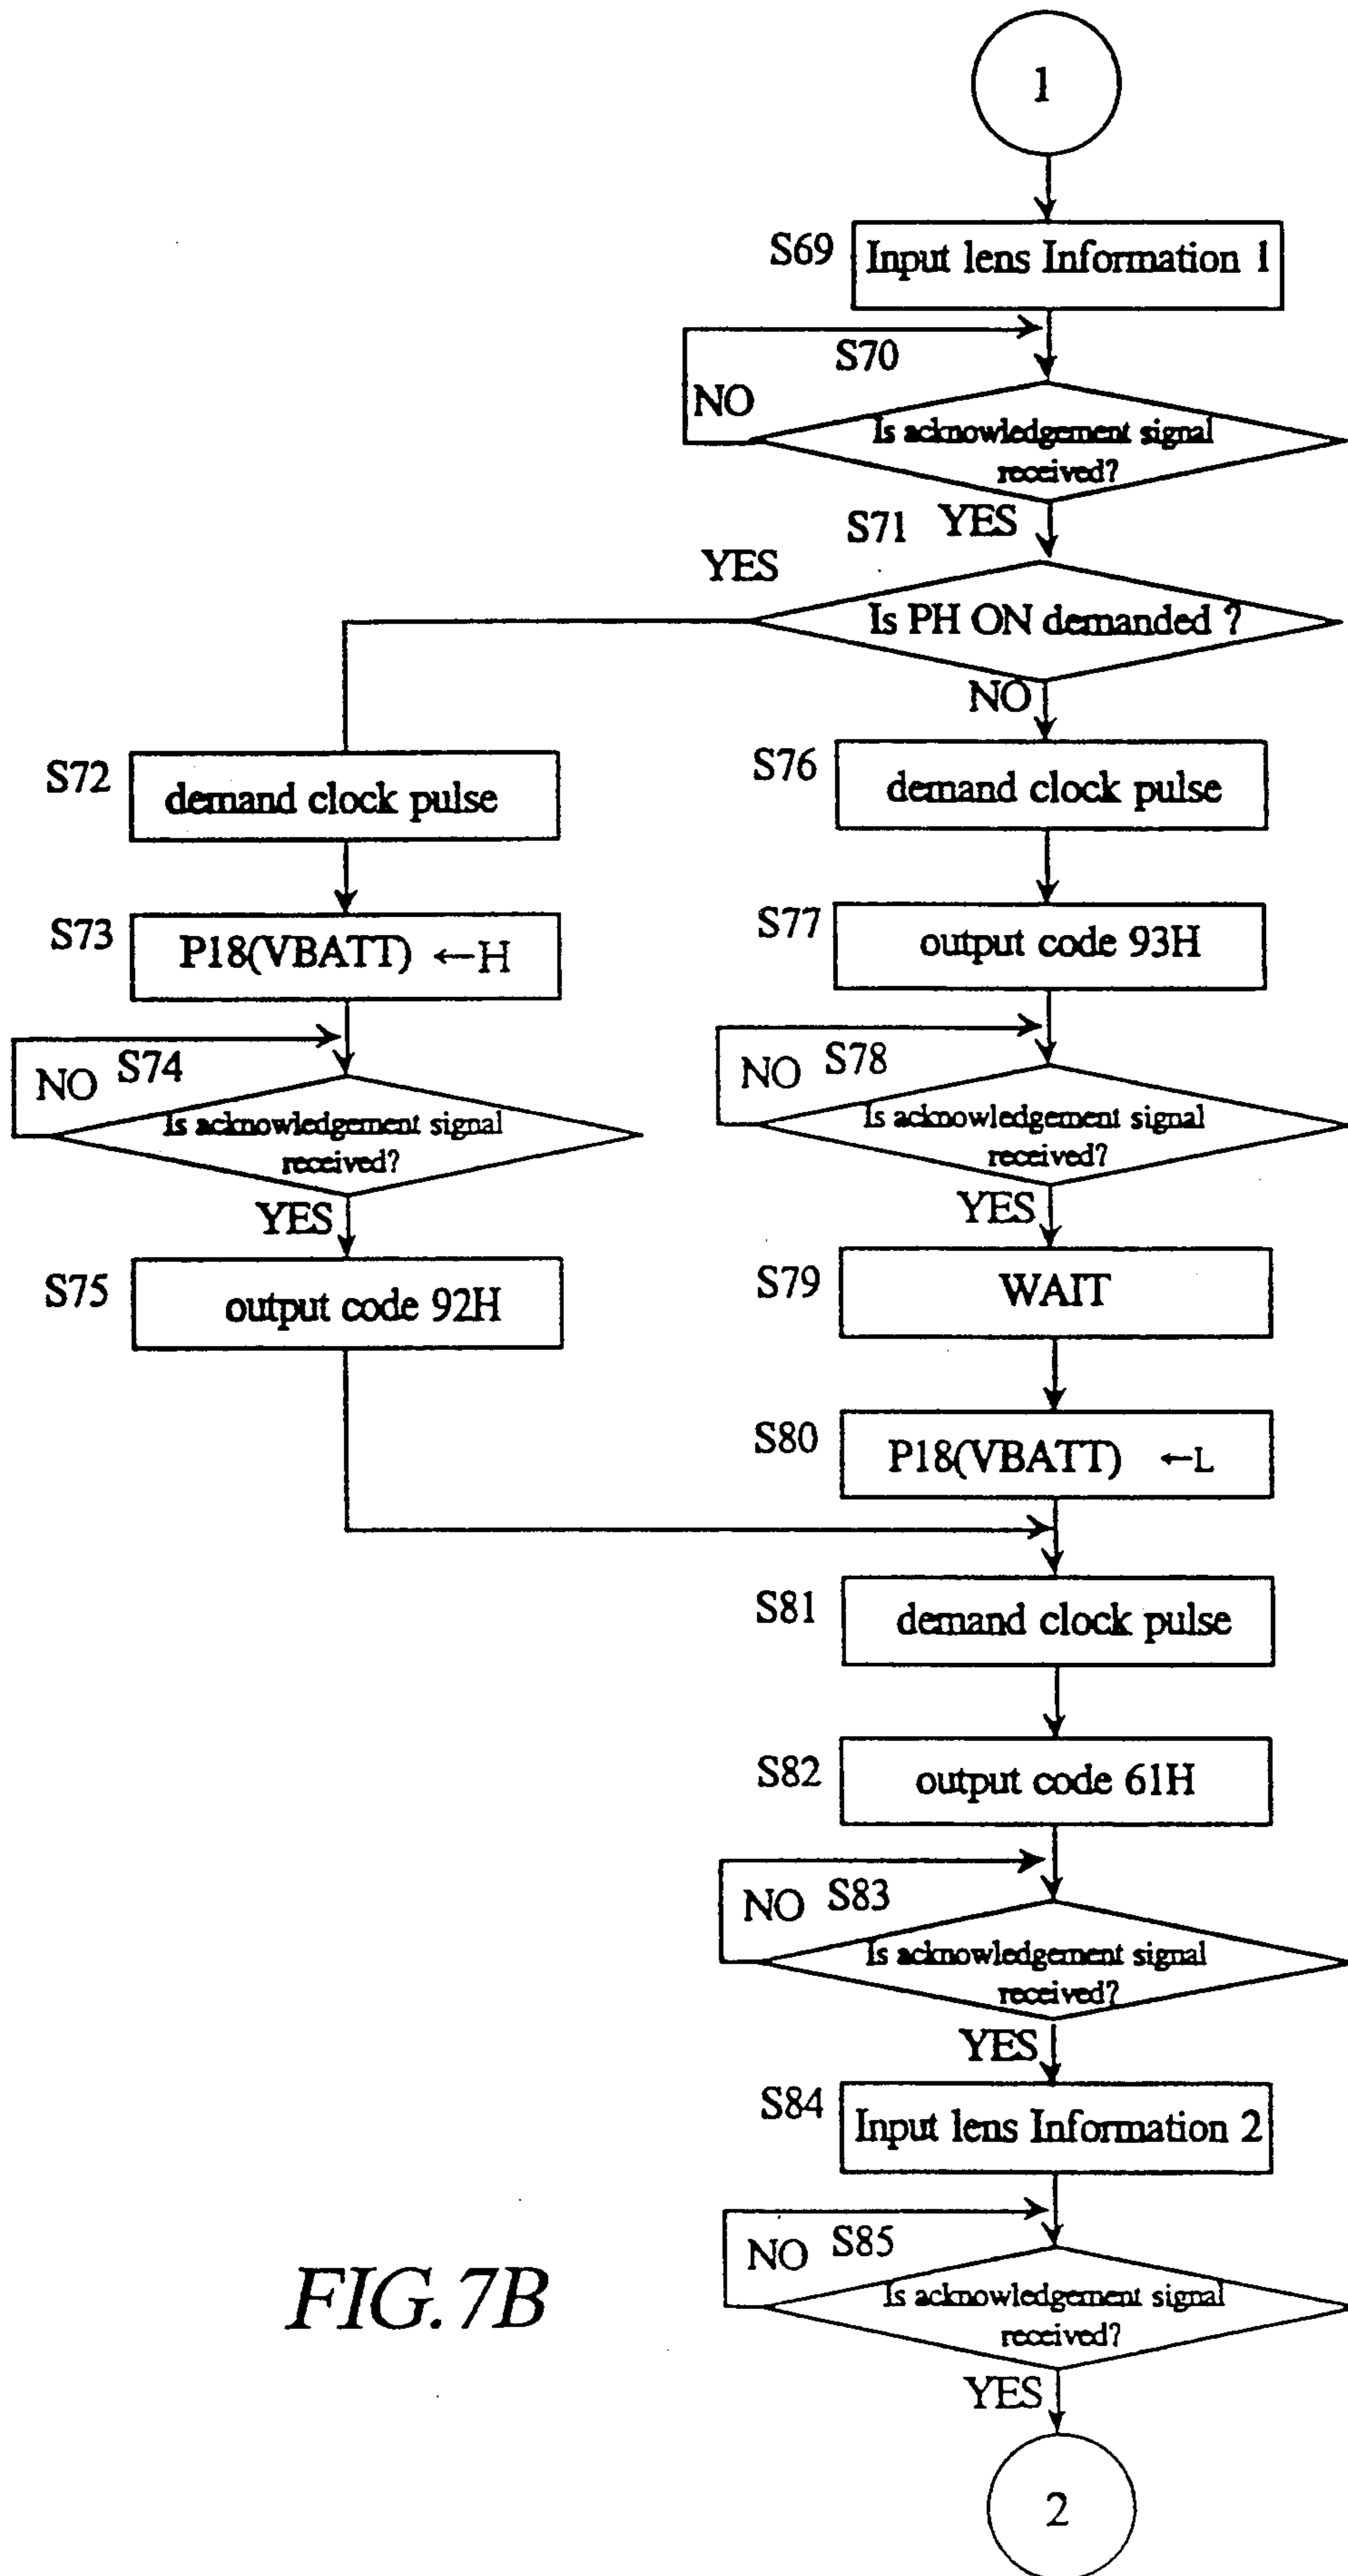 1
S69
Input lens Information 1
S70
NO
Is acknowledgement signal
received?
S71
YES
YES
Is PH ON demanded ?
NO
S72
demand clock pulse
S73
P18(VBATT) ←H
NO
S74
Is acknowledgement signal
received?
YES
S75
output code 92H
S76
demand clock pulse
S77
output code 93H
NO
S78
Is acknowledgement signal
received?
YES
S79
WAIT
S80
P18(VBATT) ←L
S81
demand clock pulse
S82
output code 61H
NO
S83
Is acknowledgement signal
received?
YES
S84
Input lens Information 2
NO
S85
Is acknowledgement signal
received?
YES
2
FIG.7B